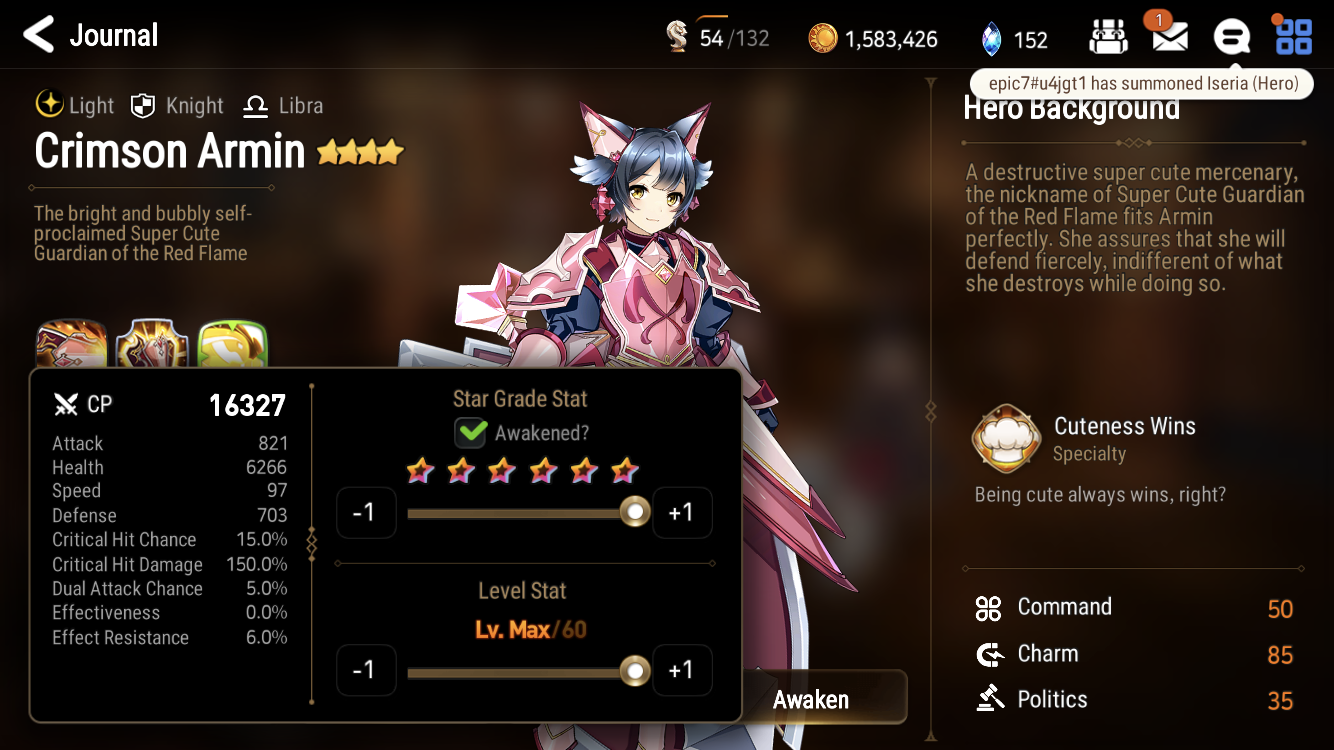 Journal
54/132
1,583,426
152
1
epic7#u4jgt1 has summoned Iseria (Hero)
Light Knight Libra
Crimson Armin
The bright and bubbly self-
proclaimed Super Cute
Guardian of the Red Flame
CP 16327
Attack 821
Health 6266
Speed 97
Defense 703
Critical Hit Chance 15.0%
Critical Hit Damage 150.0%
Dual Attack Chance 5.0%
Effectiveness 0.0%
Effect Resistance 6.0%
Star Grade Stat
Awakened?
-1 +1
Level Stat
Lv. Max/60
-1 +1
Awaken
Hero Background
A destructive super cute mercenary,
the nickname of Super Cute Guardian
of the Red Flame fits Armin
perfectly. She assures that she will
defend fiercely, indifferent of what
she destroys while doing so.
Cuteness Wins
Specialty
Being cute always wins, right?
Command 50
Charm 85
Politics 35